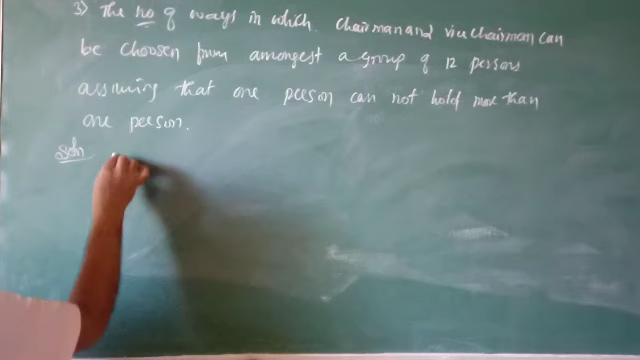 3) The no of ways in which chairman and vice chairman can
be choosen from amongest a group of 12 persons
assuming that one person can not hold more than
one person.
Soln